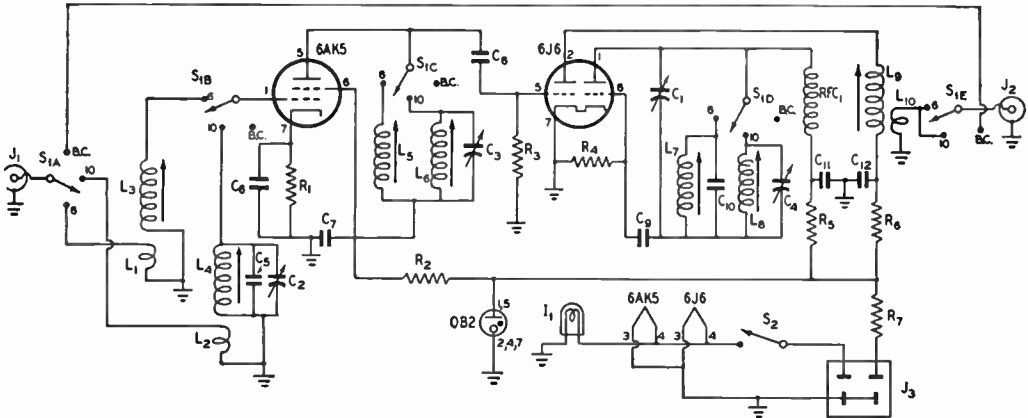 6AK5
6J6
5
6
1
7
S1B
6
10
B.C.
S1C
6
B.C.
10
C6
2
1
5
6
7
C1
S1D
6
B.C.
10
RFC1
L9
L10
6
S1E
J2
10
B.C.
J1
S1A
B.C.
10
6
L3
L1
C6
R1
L5
L6
C3
R3
R4
L7
C10
L8
C4
C11
C12
C7
C9
R5
R6
L4
C5
C2
L2
R2
OB2
1,5
2,4,7
I1
6AK5
6J6
3
4
3
4
S2
R7
J3